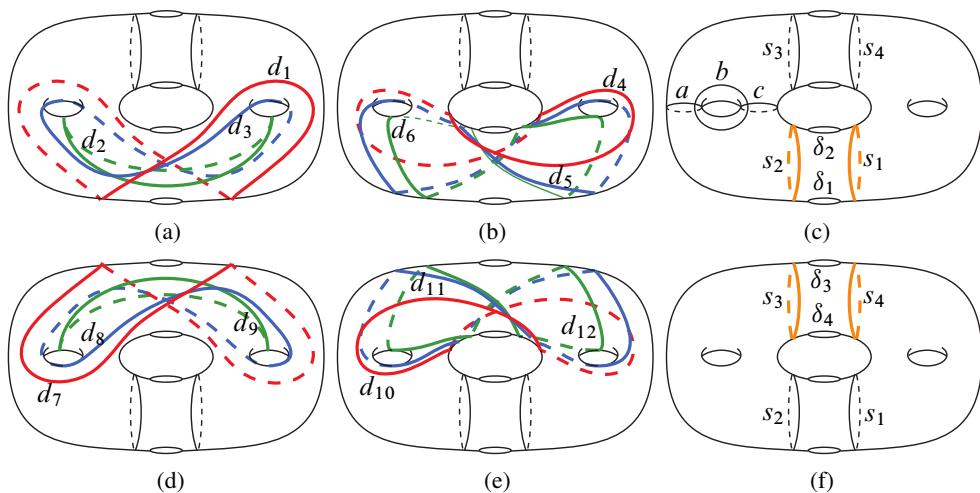 d₁
d₂ d₃
(a)
d₄
d₆
d₅
(b)
s₃ s₄
b
a c
δ₂
s₂ s₁
δ₁
(c)
d₈ d₉
d₇
(d)
d₁₁
d₁₂
d₁₀
(e)
δ₃
s₃ s₄
δ₄
s₂ s₁
(f)